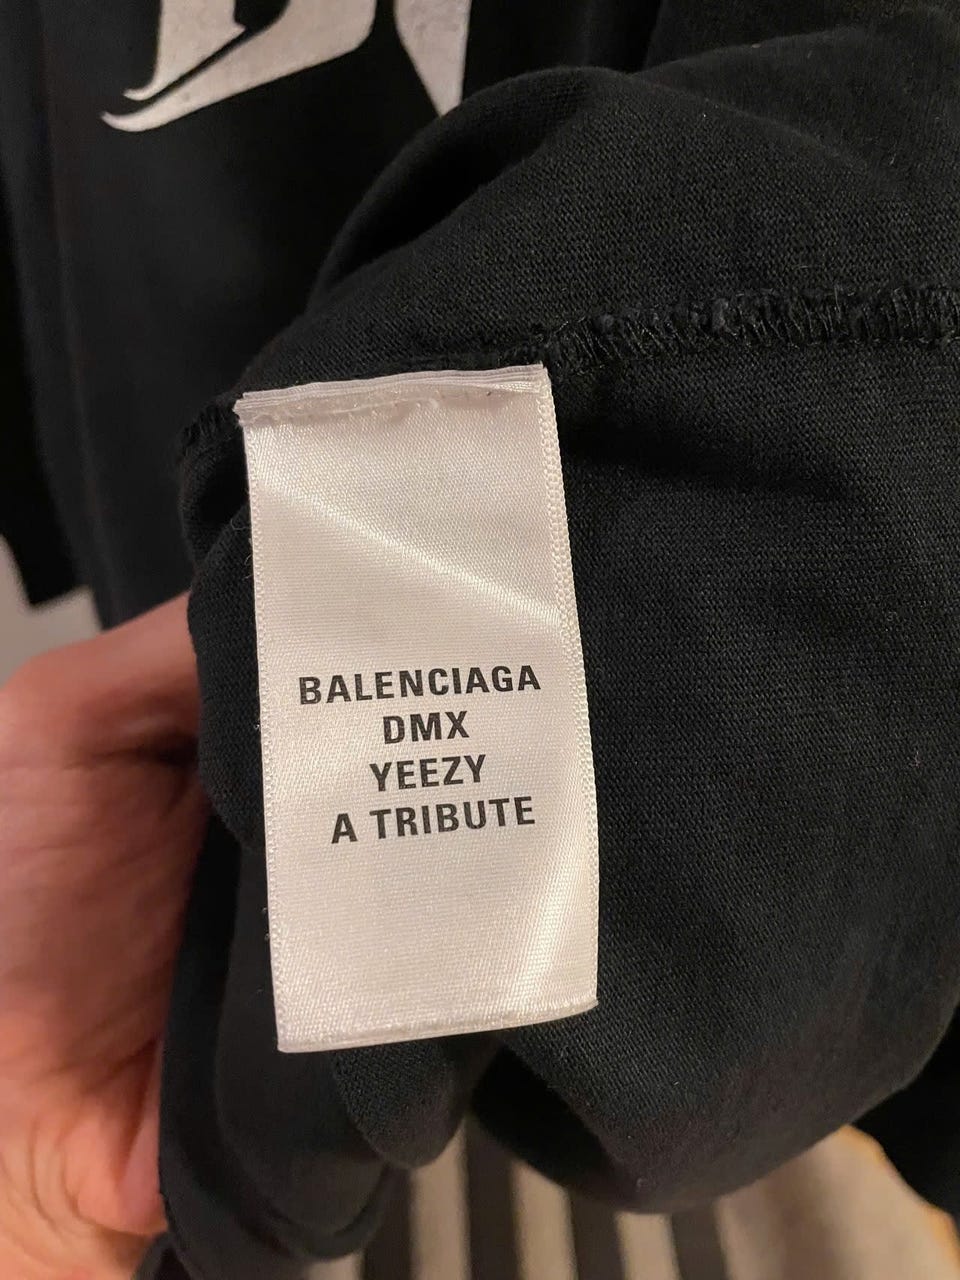 BALENCIAGA
DMX
YEEZY
A TRIBUTE